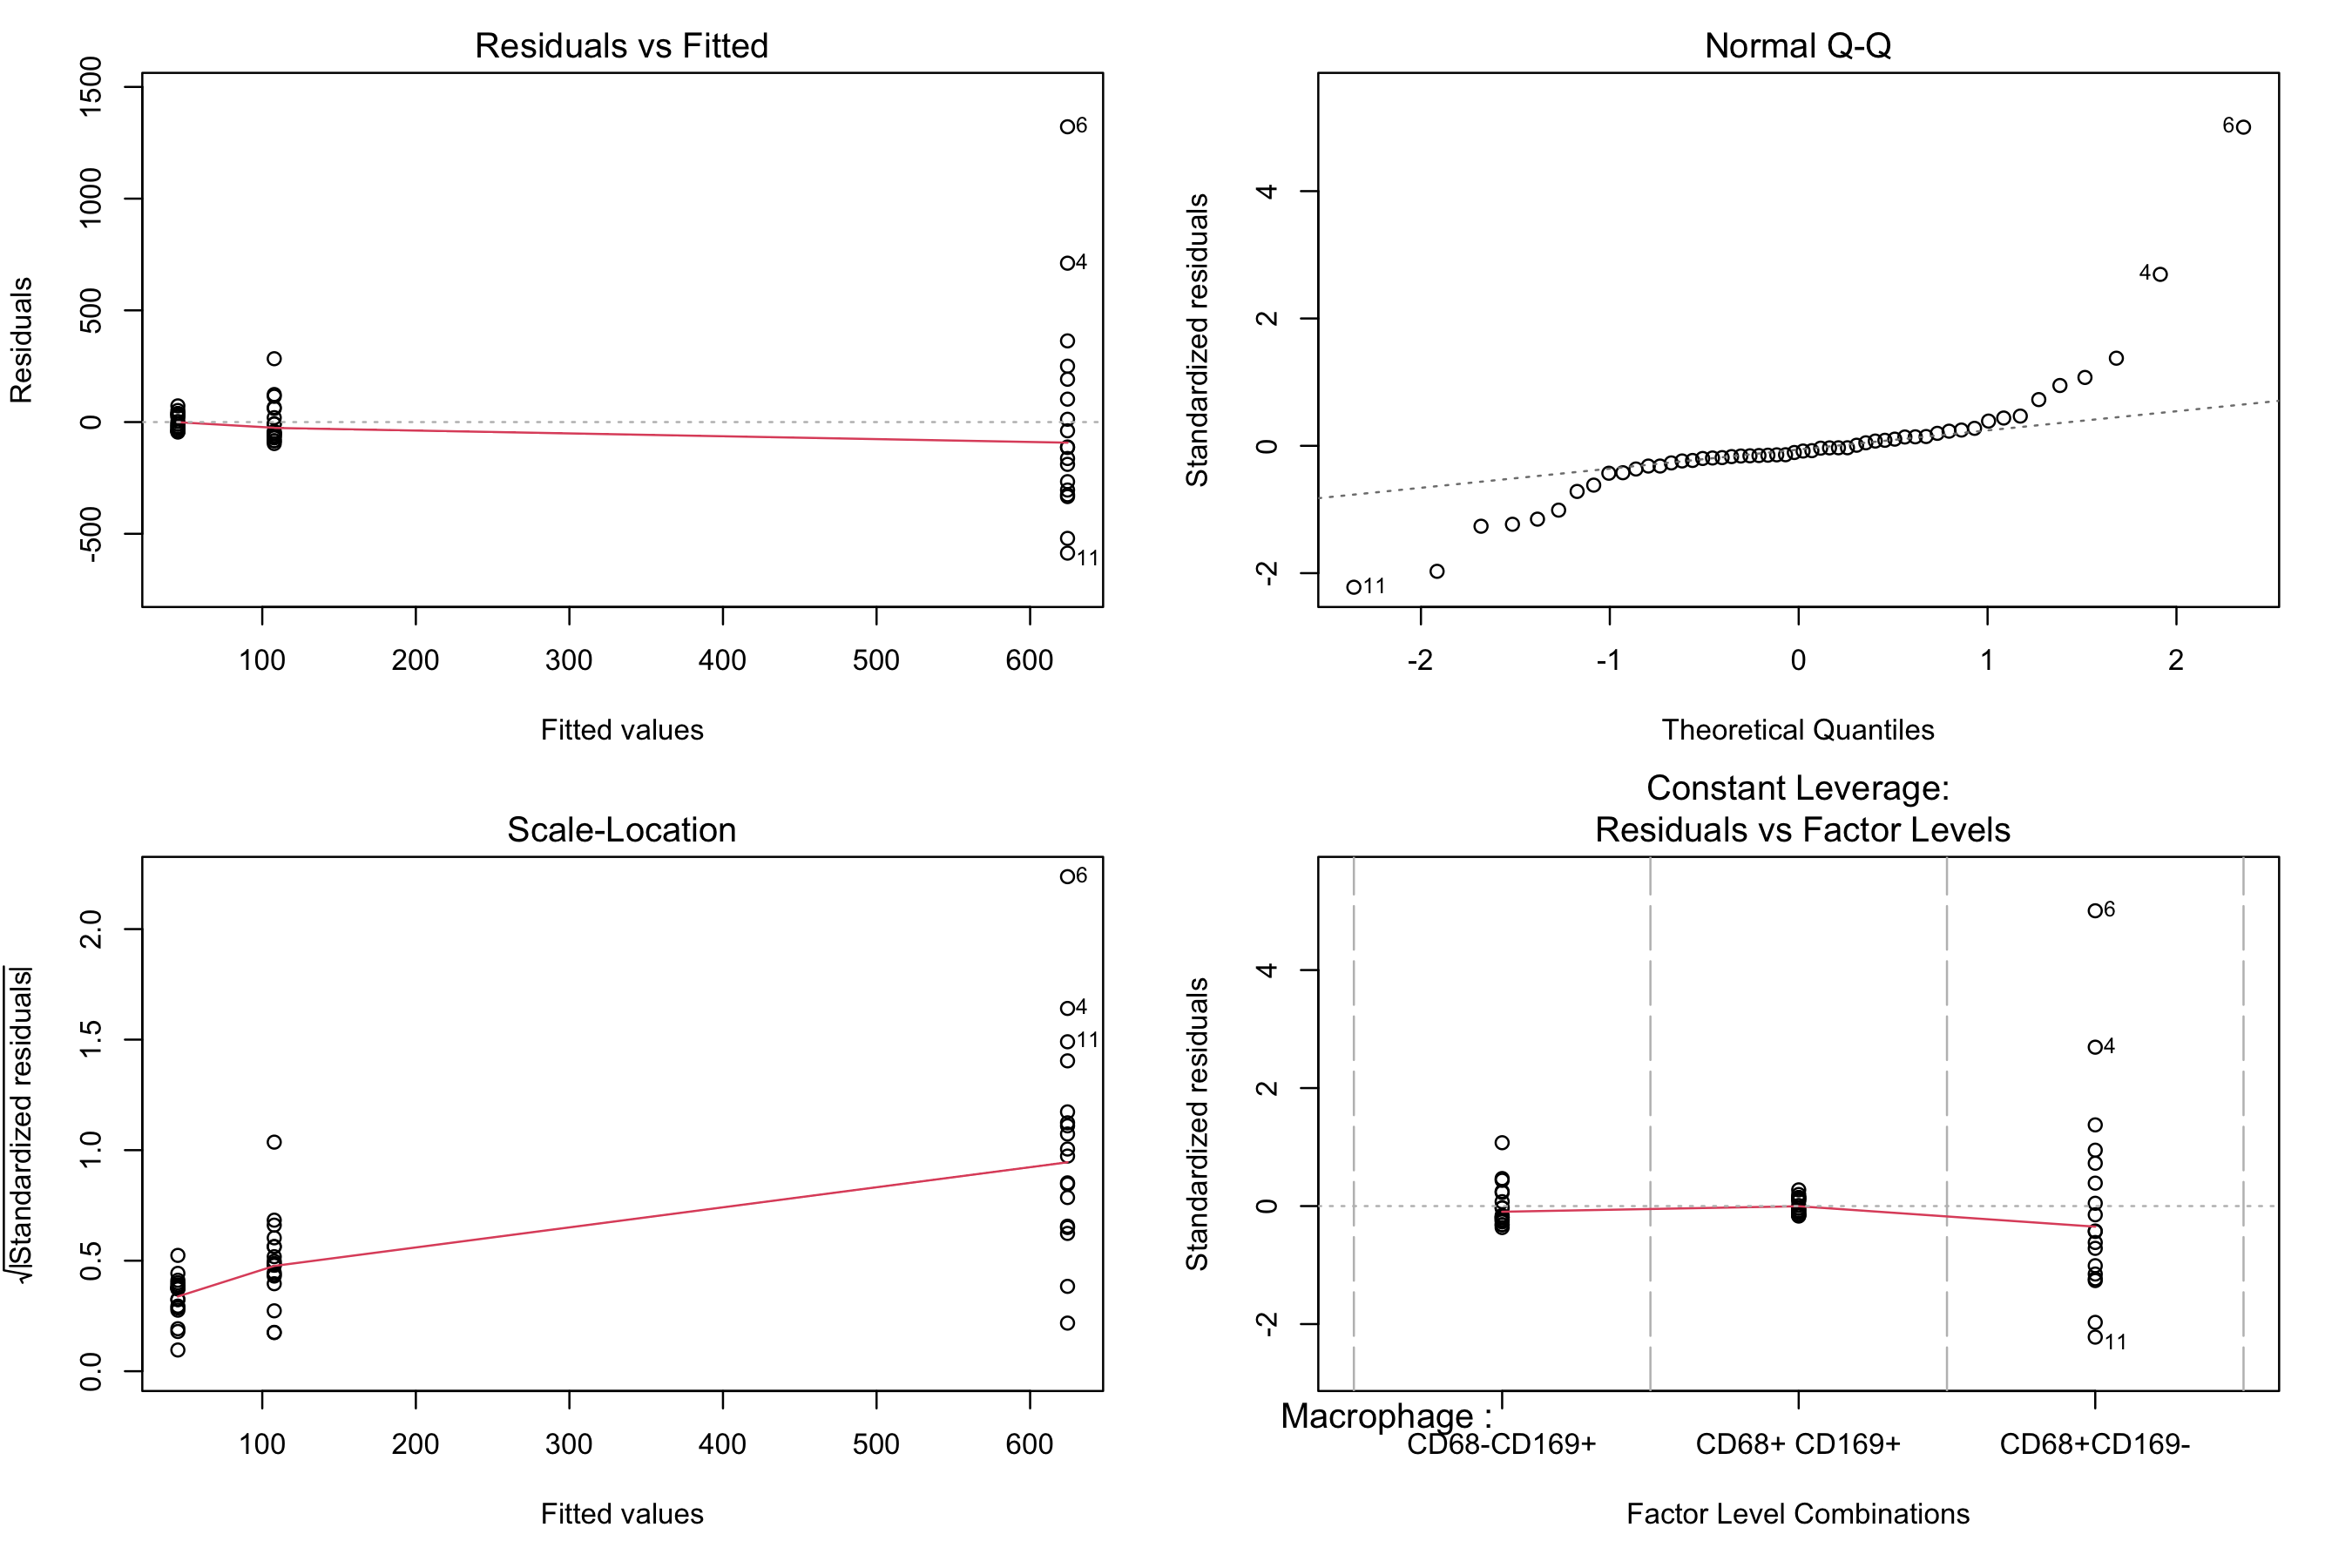 Residuals vs Fitted
Residuals
1500
1000
500
0
-500
6
4
11
100 200 300 400 500 600
Fitted values
Normal Q-Q
Standardized residuals
4
2
0
-2
6
4
11
-2 -1 0 1 2
Theoretical Quantiles
Scale-Location
√|Standardized residuals|
2.0
1.5
1.0
0.5
0.0
6
4
11
100 200 300 400 500 600
Fitted values
Constant Leverage:
Residuals vs Factor Levels
Standardized residuals
4
2
0
-2
6
4
11
Macrophage :
CD68-CD169+ CD68+ CD169+ CD68+CD169-
Factor Level Combinations